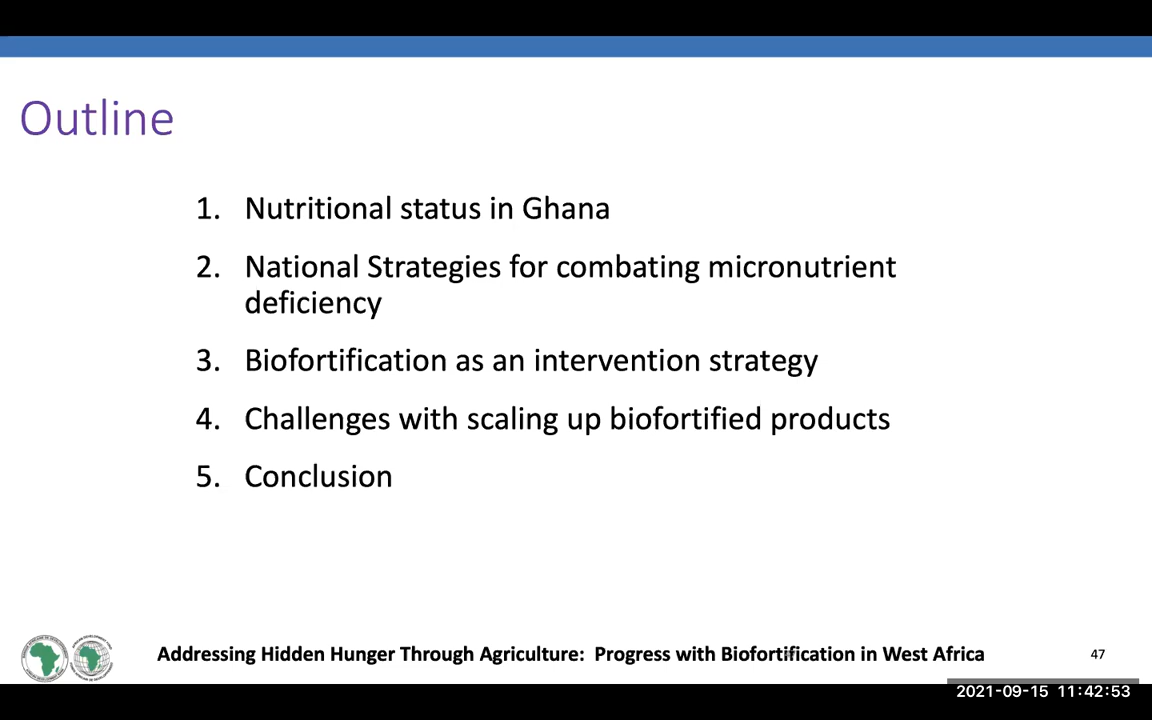 Outline
1. Nutritional status in Ghana
2. National Strategies for combating micronutrient
deficiency
3. Biofortification as an intervention strategy
4. Challenges with scaling up biofortified products
5. Conclusion
Addressing Hidden Hunger Through Agriculture: Progress with Biofortification in West Africa
47
2021-09-15 11:42:53